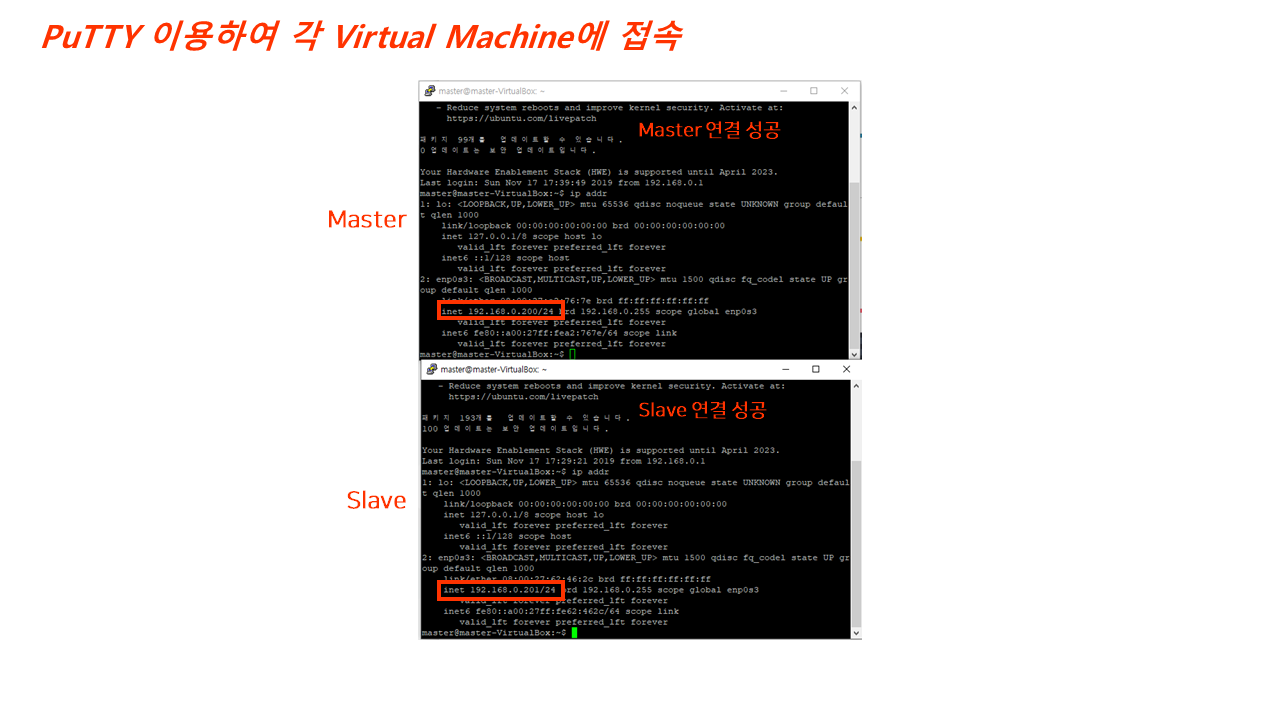 PuTTY 이용하여 각 Virtual Machine에 접속
Master
master@master-VirtualBox: ~
- Reduce system reboots and improve kernel security. Activate at:
https://ubuntu.com/livepatch
Master 연결 성공
패키지 99개를 업데이트할 수 있습니다.
0 업데이트는 보안 업데이트입니다.
Your Hardware Enablement Stack (HWE) is supported until April 2023.
Last login: Sun Nov 17 17:39:49 2019 from 192.168.0.1
master@master-VirtualBox:~$ ip addr
1: lo: <LOOPBACK,UP,LOWER_UP> mtu 65536 qdisc noqueue state UNKNOWN group defaul
t qlen 1000
link/loopback 00:00:00:00:00:00 brd 00:00:00:00:00:00
inet 127.0.0.1/8 scope host lo
valid_lft forever preferred_lft forever
inet6 ::1/128 scope host
valid_lft forever preferred_lft forever
2: enp0s3: <BROADCAST,MULTICAST,UP,LOWER_UP> mtu 1500 qdisc fq_codel state UP gr
oup default qlen 1000
link/ether 08:00:27:a2:76:7e brd ff:ff:ff:ff:ff:ff
inet 192.168.0.200/24 brd 192.168.0.255 scope global enp0s3
valid_lft forever preferred_lft forever
inet6 fe80::a00:27ff:fea2:767e/64 scope link
valid_lft forever preferred_lft forever
master@master-VirtualBox:~$
Slave
master@master-VirtualBox: ~
- Reduce system reboots and improve kernel security. Activate at:
https://ubuntu.com/livepatch
Slave 연결 성공
패키지 193개를 업데이트할 수 있습니다.
100 업데이트는 보안 업데이트입니다.
Your Hardware Enablement Stack (HWE) is supported until April 2023.
Last login: Sun Nov 17 17:29:21 2019 from 192.168.0.1
master@master-VirtualBox:~$ ip addr
1: lo: <LOOPBACK,UP,LOWER_UP> mtu 65536 qdisc noqueue state UNKNOWN group defaul
t qlen 1000
link/loopback 00:00:00:00:00:00 brd 00:00:00:00:00:00
inet 127.0.0.1/8 scope host lo
valid_lft forever preferred_lft forever
inet6 ::1/128 scope host
valid_lft forever preferred_lft forever
2: enp0s3: <BROADCAST,MULTICAST,UP,LOWER_UP> mtu 1500 qdisc fq_codel state UP gr
oup default qlen 1000
link/ether 08:00:27:62:46:2c brd ff:ff:ff:ff:ff:ff
inet 192.168.0.201/24 brd 192.168.0.255 scope global enp0s3
valid_lft forever preferred_lft forever
inet6 fe80::a00:27ff:fe62:462c/64 scope link
valid_lft forever preferred_lft forever
master@master-VirtualBox:~$